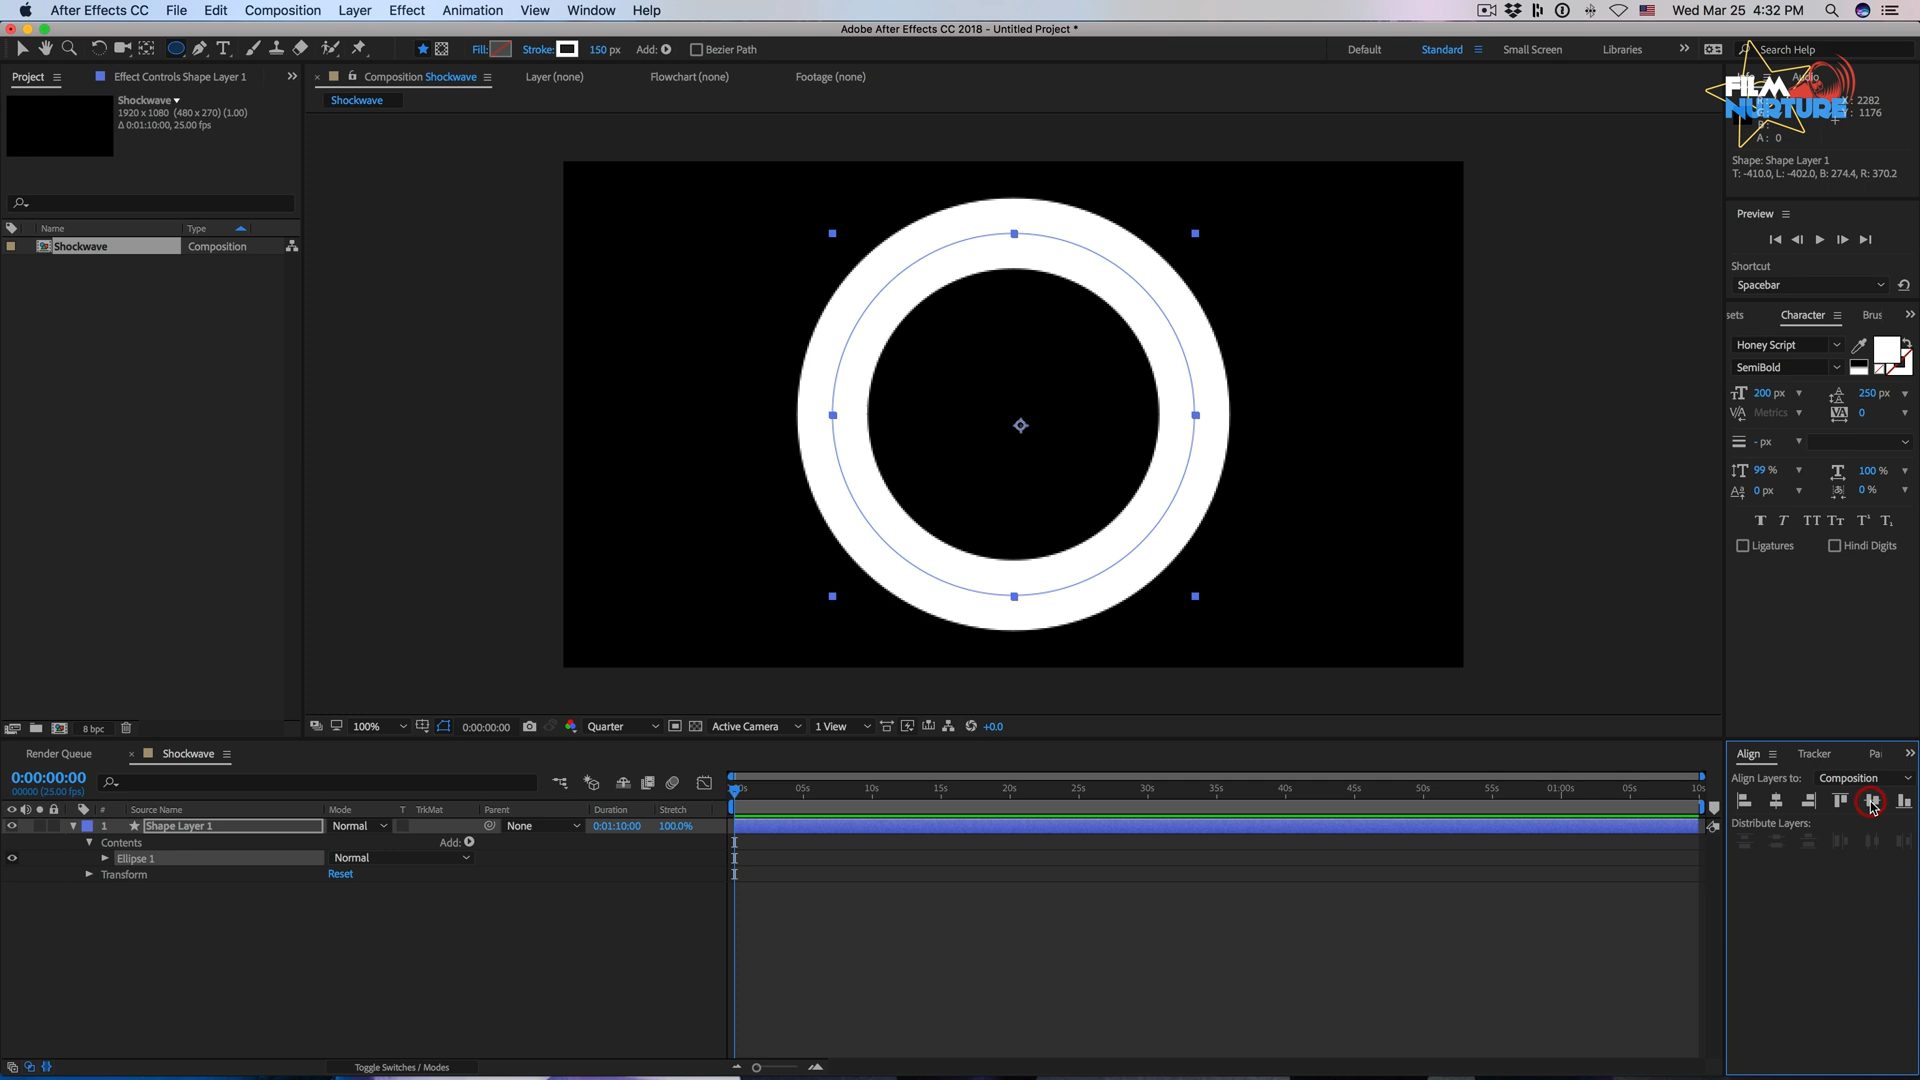 After Effects CC File Edit Composition Layer Effect Animation View Window Help Wed Mar 25 4:32 PM
Adobe After Effects CC 2018 - Untitled Project *
Fill: Stroke: 150 px Add: Bezier Path Default Standard Small Screen Libraries Search Help
Project Effect Controls Shape Layer 1 Composition Shockwave Layer (none) Flowchart (none) Footage (none) Audio
FILM
NURTURE
Shockwave
1920 x 1080 (480 x 270) (1.00)
Δ 0:01:10:00, 25.00 fps
Shockwave
X: 2282
Y: 1176
B:
A: 0
Shape: Shape Layer 1
T: -410.0, L: -402.0, B: 274.4, R: 370.2
Name Type
Shockwave Composition
Preview
Shortcut
Spacebar
sets Character Brus
Honey Script
SemiBold
200 px 250 px
Metrics 0
- px
99 % 100 %
0 px 0 %
T T TT Tr T¹ T₁
Ligatures Hindi Digits
8 bpc
100% 0:00:00:00 Quarter Active Camera 1 View +0.0
Render Queue Shockwave
0:00:00:00
00000 (25.00 fps)
05s 10s 15s 20s 25s 30s 35s 40s 45s 50s 55s 01:00s 05s 10s
# Source Name Mode T TrkMat Parent Duration Stretch
1 Shape Layer 1 Normal None 0:01:10:00 100.0%
Contents Add:
Ellipse 1 Normal
Transform Reset
Toggle Switches / Modes
Align Tracker Pa
Align Layers to: Composition
Distribute Layers: